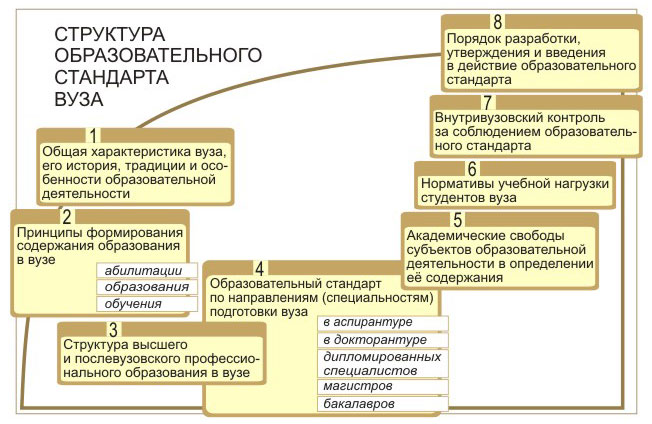 СТРУКТУРА
ОБРАЗОВАТЕЛЬНОГО
СТАНДАРТА
ВУЗА
1
Общая характеристика вуза,
его история, традиции и осо-
бенности образовательной
деятельности
2
Принципы формирования
содержания образования
в вузе
абилитации
образования
обучения
3
Структура высшего
и послевузовского профессио-
нального образования в вузе
4
Образовательный стандарт
по направлениям (специальностям)
подготовки вуза
в аспирантуре
в докторантуре
дипломированных
специалистов
магистров
бакалавров
5
Академические свободы
субъектов образовательной
деятельности в определении
её содержания
6
Нормативы учебной нагрузки
студентов вуза
7
Внутривузовский контроль
за соблюдением образователь-
ного стандарта
8
Порядок разработки,
утверждения и введения
в действие образовательного
стандарта